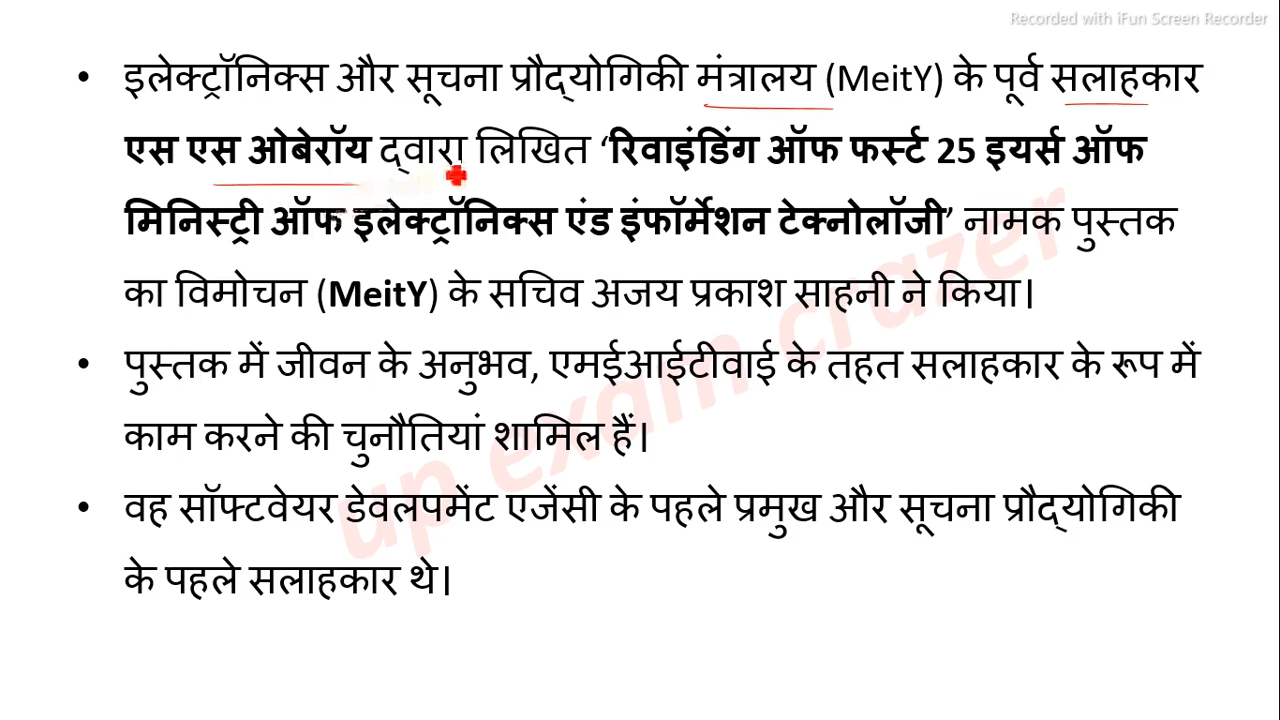 Recorded with iFun Screen Recorder
• इलेक्ट्रॉनिक्स और सूचना प्रौद्योगिकी मंत्रालय (MeitY) के पूर्व सलाहकार
एस एस ओबेरॉय द्वारा लिखित ‘रिवाइंडिंग ऑफ फर्स्ट 25 इयर्स ऑफ
मिनिस्ट्री ऑफ इलेक्ट्रॉनिक्स एंड इंफॉर्मेशन टेक्नोलॉजी’ नामक पुस्तक
का विमोचन (MeitY) के सचिव अजय प्रकाश साहनी ने किया।
• पुस्तक में जीवन के अनुभव, एमईआईटीवाई के तहत सलाहकार के रूप में
काम करने की चुनौतियां शामिल हैं।
• वह सॉफ्टवेयर डेवलपमेंट एजेंसी के पहले प्रमुख और सूचना प्रौद्योगिकी
के पहले सलाहकार थे।
up exam crazer